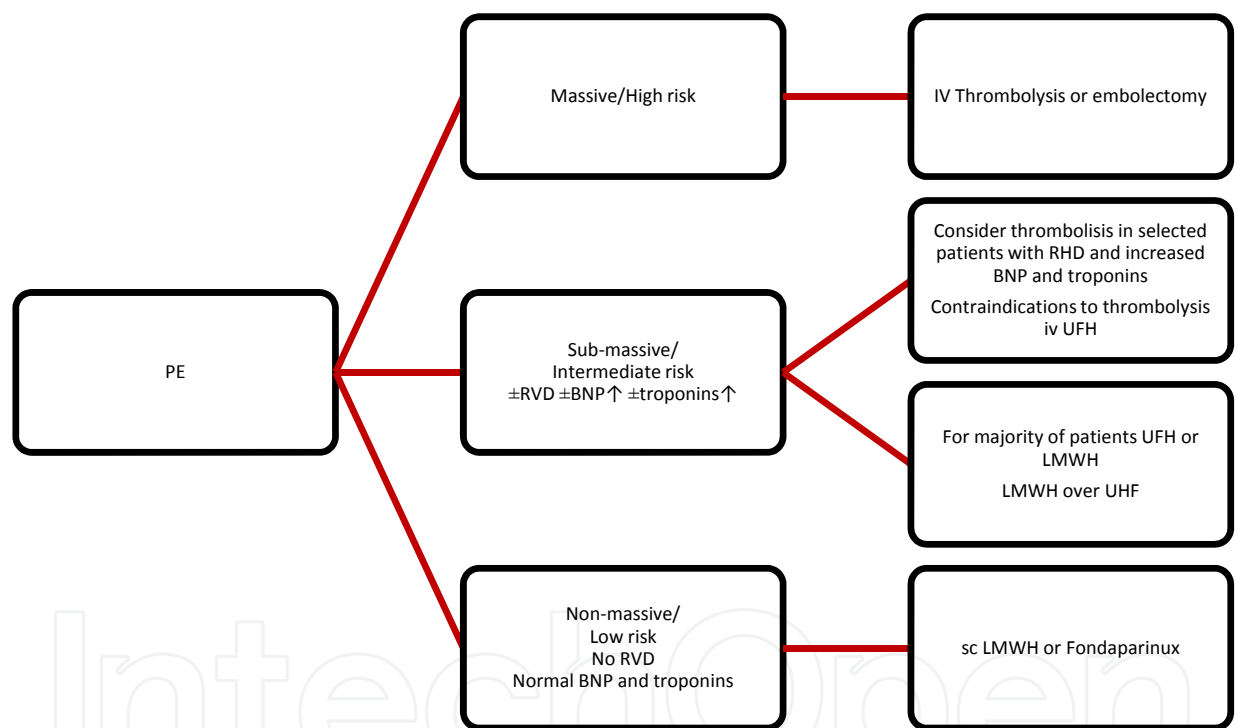 PE
Massive/High risk
IV Thrombolysis or embolectomy
Sub-massive/
Intermediate risk
±RVD ±BNP↑ ±troponins↑
Consider thrombolisis in selected
patients with RHD and increased
BNP and troponins
Contraindications to thrombolysis
iv UFH
For majority of patients UFH or
LMWH
LMWH over UHF
Non-massive/
Low risk
No RVD
Normal BNP and troponins
sc LMWH or Fondaparinux
IntechOpen